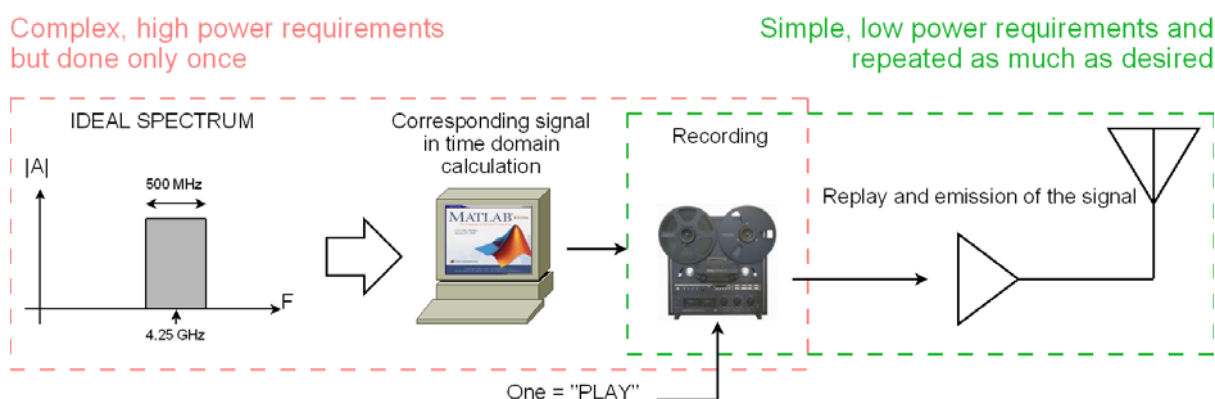 Complex, high power requirements
but done only once
Simple, low power requirements and
repeated as much as desired
IDEAL SPECTRUM
|A|
500 MHz
F
4.25 GHz
Corresponding signal
in time domain
calculation
MATLAB
Recording
Replay and emission of the signal
One = "PLAY"